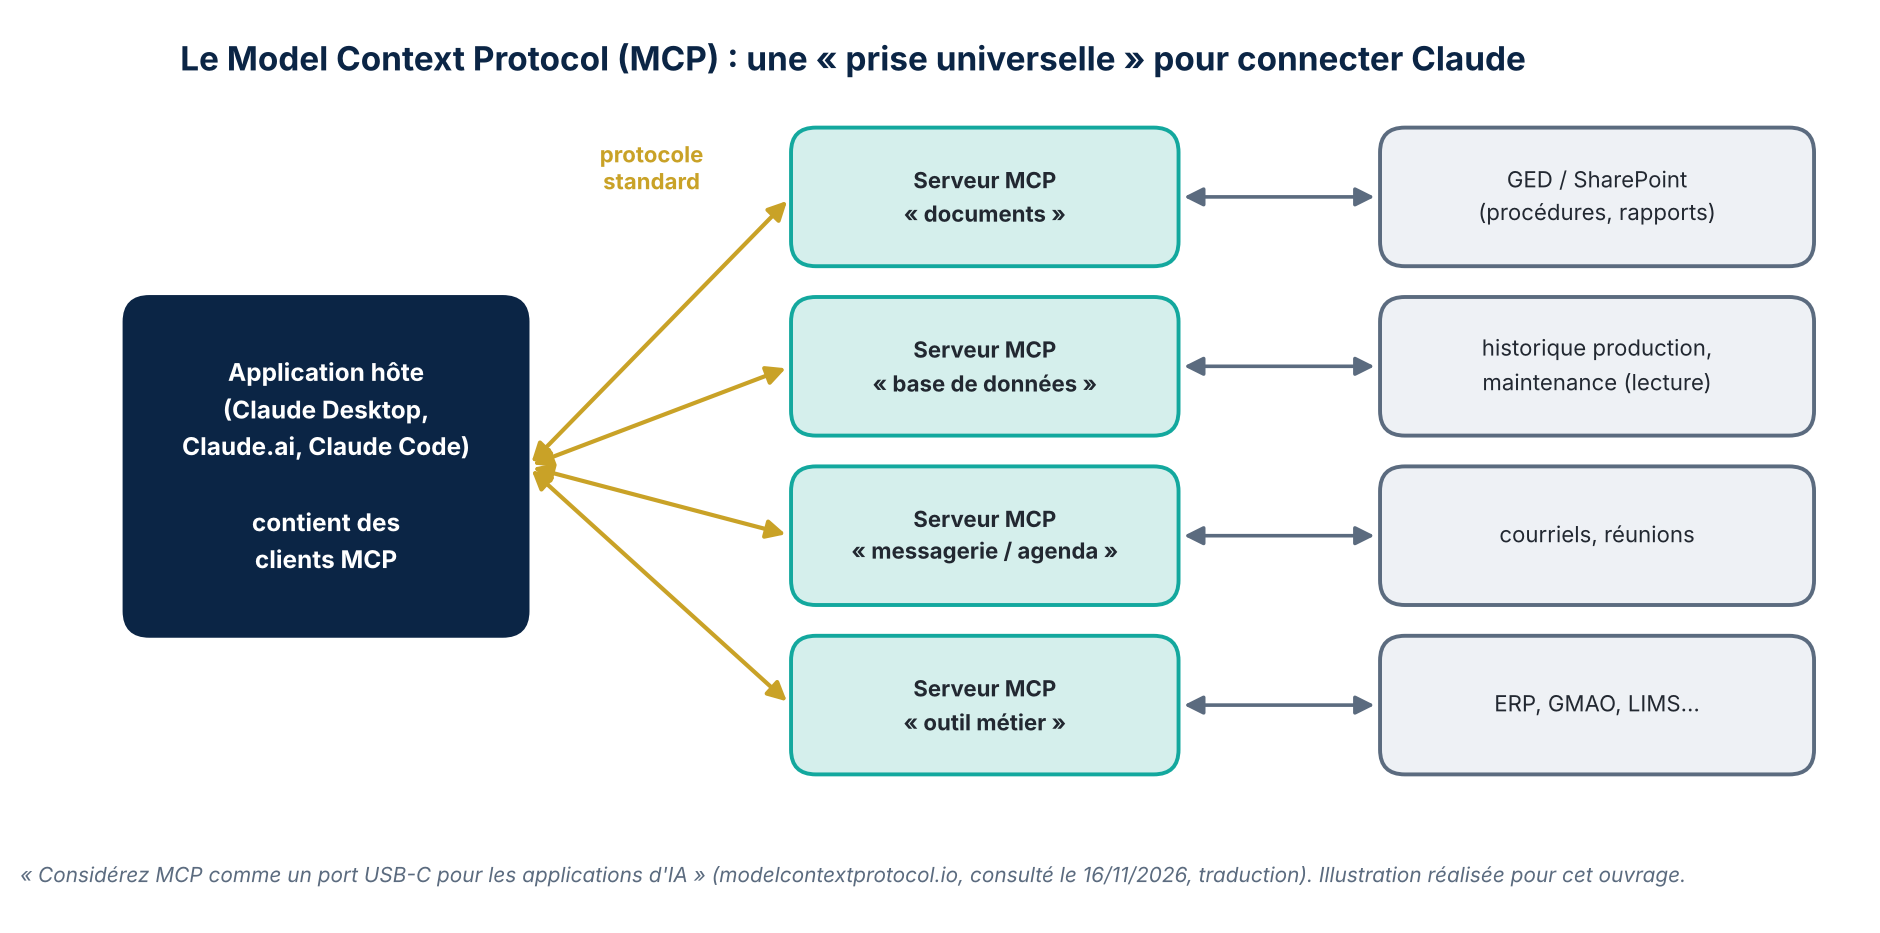 Le Model Context Protocol (MCP) : une « prise universelle » pour connecter Claude
protocole
standard
Application hôte
(Claude Desktop,
Claude.ai, Claude Code)
contient des
clients MCP
Serveur MCP
« documents »
GED / SharePoint
(procédures, rapports)
Serveur MCP
« base de données »
historique production,
maintenance (lecture)
Serveur MCP
« messagerie / agenda »
courriels, réunions
Serveur MCP
« outil métier »
ERP, GMAO, LIMS...
« Considérez MCP comme un port USB-C pour les applications d'IA » (modelcontextprotocol.io, consulté le 16/11/2026, traduction). Illustration réalisée pour cet ouvrage.